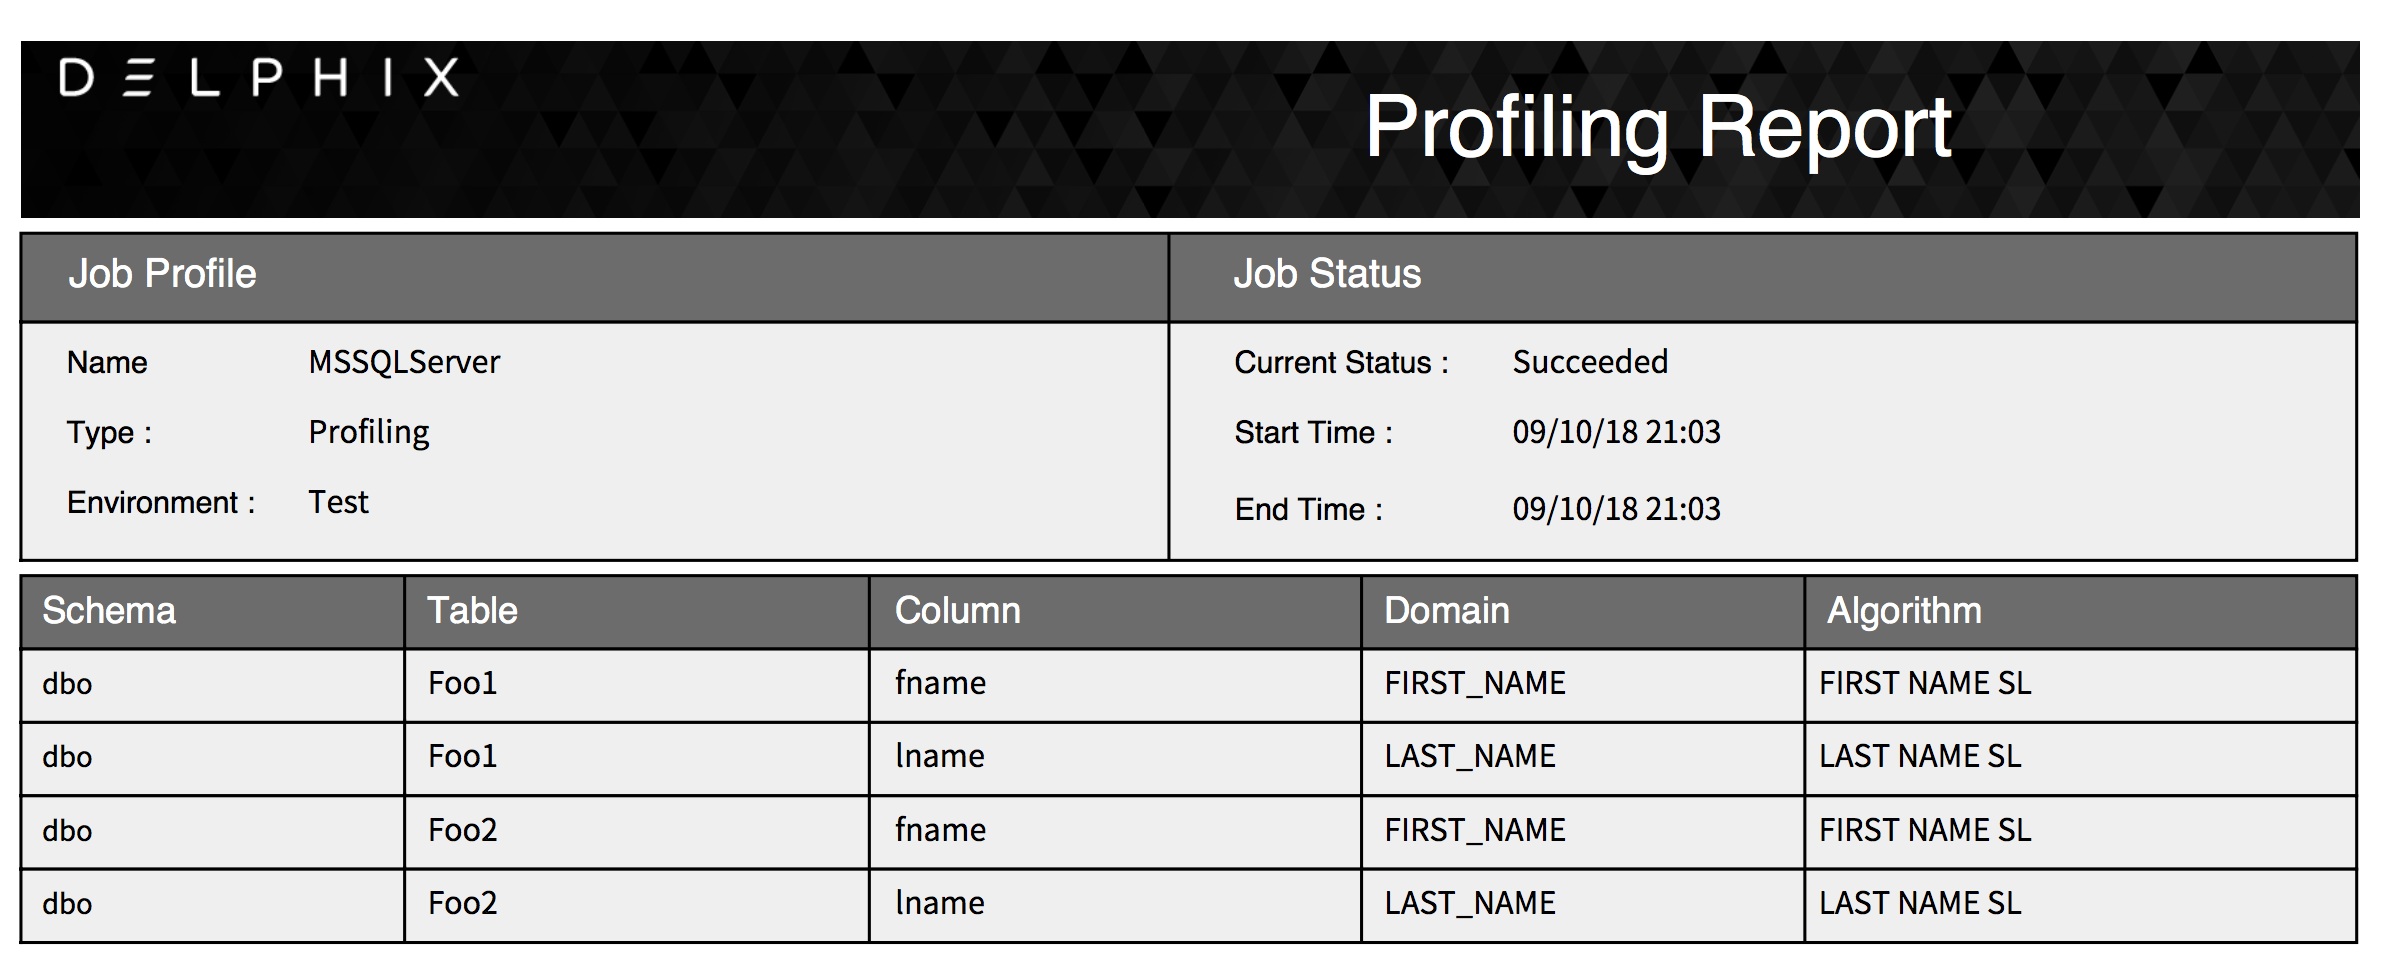 DELPHIX
Profiling Report
Job Profile Job Status
Name MSSQLServer Current Status : Succeeded
Type : Profiling Start Time : 09/10/18 21:03
Environment : Test End Time : 09/10/18 21:03
Schema Table Column Domain Algorithm
dbo Foo1 fname FIRST_NAME FIRST NAME SL
dbo Foo1 lname LAST_NAME LAST NAME SL
dbo Foo2 fname FIRST_NAME FIRST NAME SL
dbo Foo2 lname LAST_NAME LAST NAME SL